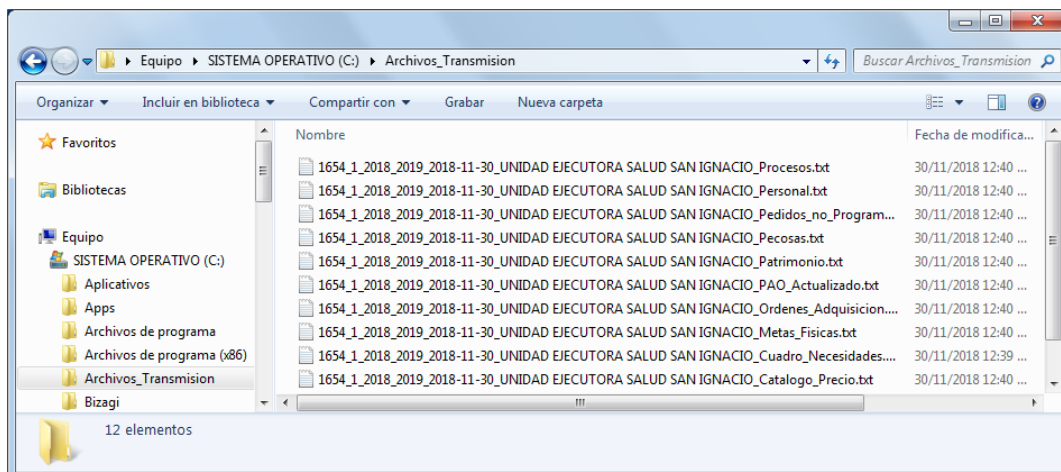 Equipo ▸ SISTEMA OPERATIVO (C:) ▸ Archivos_Transmision
Buscar Archivos_Transmision
Organizar Incluir en biblioteca Compartir con Grabar Nueva carpeta
Favoritos
Bibliotecas
Equipo
SISTEMA OPERATIVO (C:)
Aplicativos
Apps
Archivos de programa
Archivos de programa (x86)
Archivos_Transmision
Bizagi
Nombre Fecha de modifica...
1654_1_2018_2019_2018-11-30_UNIDAD EJECUTORA SALUD SAN IGNACIO_Procesos.txt 30/11/2018 12:40 ...
1654_1_2018_2019_2018-11-30_UNIDAD EJECUTORA SALUD SAN IGNACIO_Personal.txt 30/11/2018 12:40 ...
1654_1_2018_2019_2018-11-30_UNIDAD EJECUTORA SALUD SAN IGNACIO_Pedidos_no_Program... 30/11/2018 12:40 ...
1654_1_2018_2019_2018-11-30_UNIDAD EJECUTORA SALUD SAN IGNACIO_Pecosas.txt 30/11/2018 12:40 ...
1654_1_2018_2019_2018-11-30_UNIDAD EJECUTORA SALUD SAN IGNACIO_Patrimonio.txt 30/11/2018 12:40 ...
1654_1_2018_2019_2018-11-30_UNIDAD EJECUTORA SALUD SAN IGNACIO_PAO_Actualizado.txt 30/11/2018 12:40 ...
1654_1_2018_2019_2018-11-30_UNIDAD EJECUTORA SALUD SAN IGNACIO_Ordenes_Adquisicion.... 30/11/2018 12:40 ...
1654_1_2018_2019_2018-11-30_UNIDAD EJECUTORA SALUD SAN IGNACIO_Metas_Fisicas.txt 30/11/2018 12:40 ...
1654_1_2018_2019_2018-11-30_UNIDAD EJECUTORA SALUD SAN IGNACIO_Cuadro_Necesidades.... 30/11/2018 12:39 ...
1654_1_2018_2019_2018-11-30_UNIDAD EJECUTORA SALUD SAN IGNACIO_Catalogo_Precio.txt 30/11/2018 12:40 ...
12 elementos